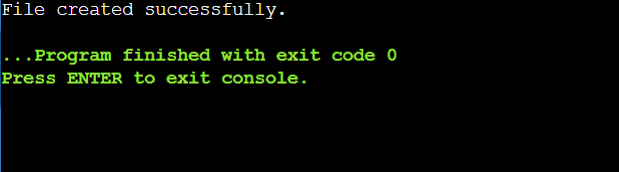 File created successfully.
...Program finished with exit code 0
Press ENTER to exit console.